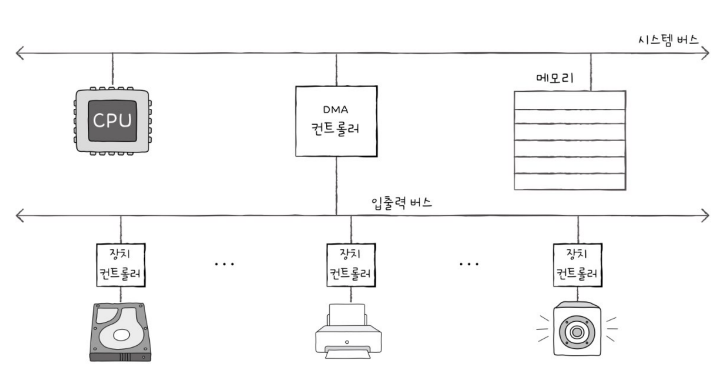 시스템 버스
메모리
CPU
DMA
컨트롤러
입출력 버스
장치
컨트롤러
...
장치
컨트롤러
...
장치
컨트롤러